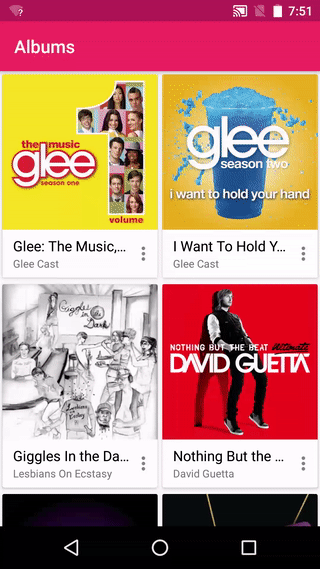 7:51
Albums
1
the music
glee
season one
volume
glee
season two
i want to hold your hand
Glee: The Music,...
Glee Cast
I Want To Hold Y...
Glee Cast
Giggles
In the
Dark
Lesbians
on
Ecstasy
NOTHING BUT THE BEAT Ultimate
DAVID GUETTA
Giggles In the Da...
Lesbians On Ecstasy
Nothing But the ...
David Guetta